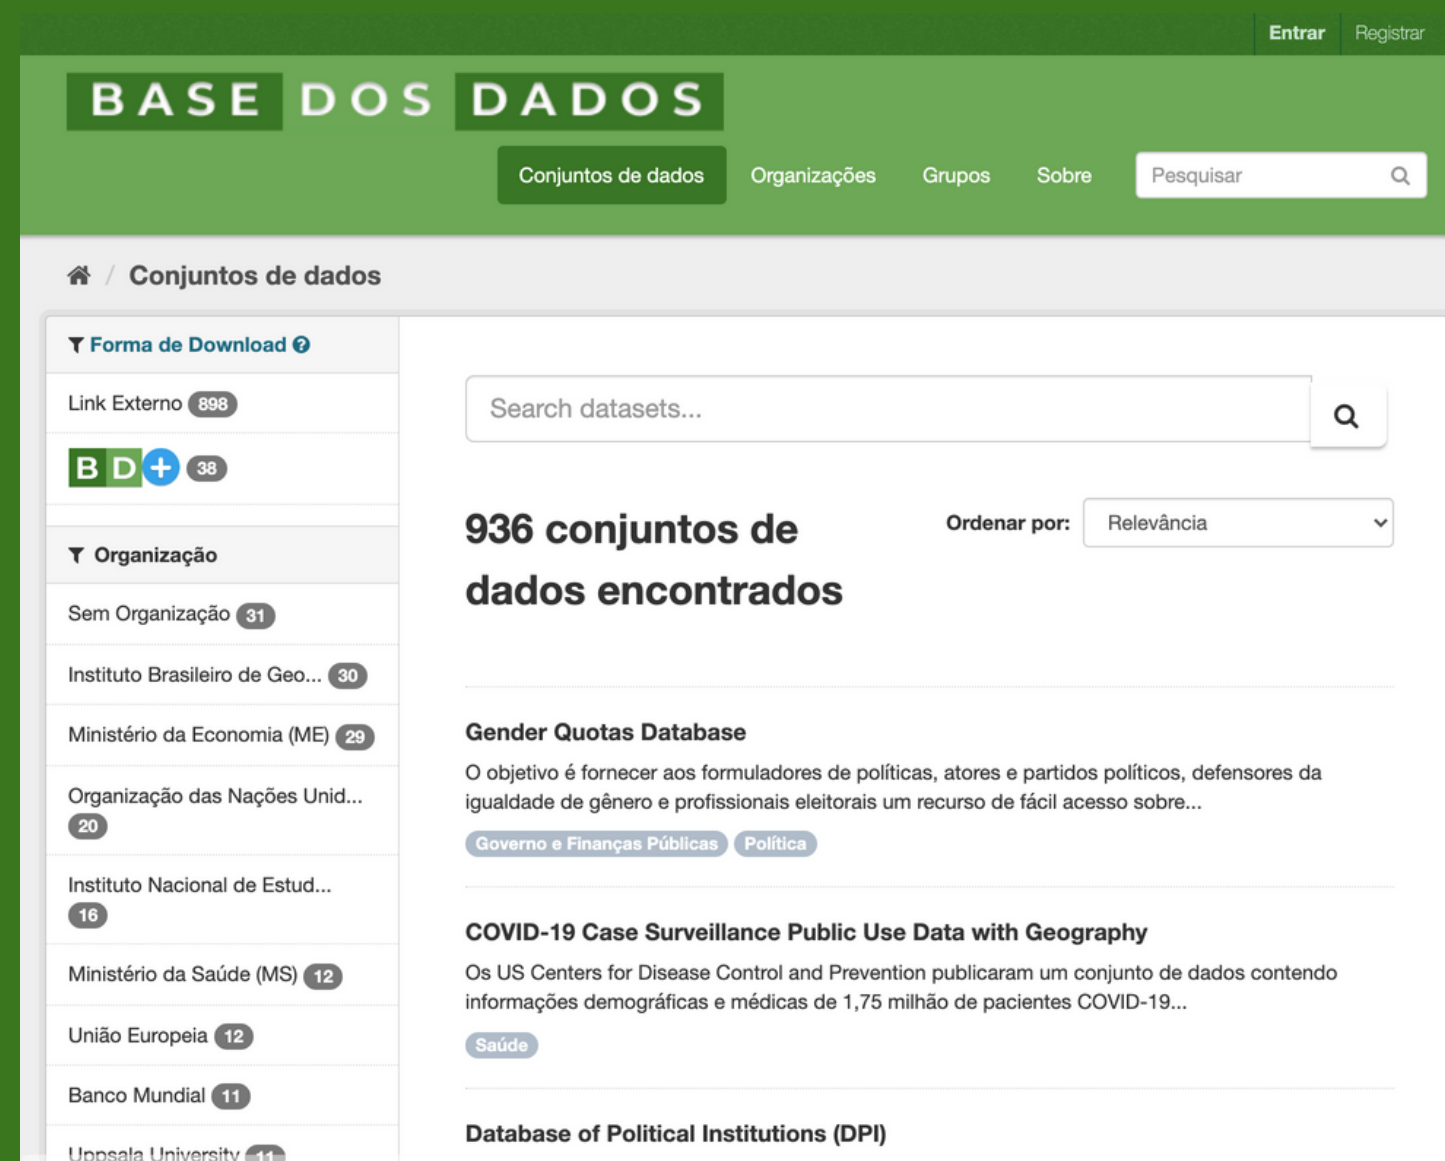 Entrar Registrar
BASE DOS DADOS
Conjuntos de dados Organizações Grupos Sobre Pesquisar
/ Conjuntos de dados
Forma de Download
Link Externo 898
BD+ 38
Organização
Sem Organização 31
Instituto Brasileiro de Geo... 30
Ministério da Economia (ME) 29
Organização das Nações Unid...
20
Instituto Nacional de Estud...
16
Ministério da Saúde (MS) 12
União Europeia 12
Banco Mundial 11
Uppsala University 11
Search datasets...
936 conjuntos de
dados encontrados
Ordenar por: Relevância
Gender Quotas Database
O objetivo é fornecer aos formuladores de políticas, atores e partidos políticos, defensores da
igualdade de gênero e profissionais eleitorais um recurso de fácil acesso sobre...
Governo e Finanças Públicas Política
COVID-19 Case Surveillance Public Use Data with Geography
Os US Centers for Disease Control and Prevention publicaram um conjunto de dados contendo
informações demográficas e médicas de 1,75 milhão de pacientes COVID-19...
Saúde
Database of Political Institutions (DPI)